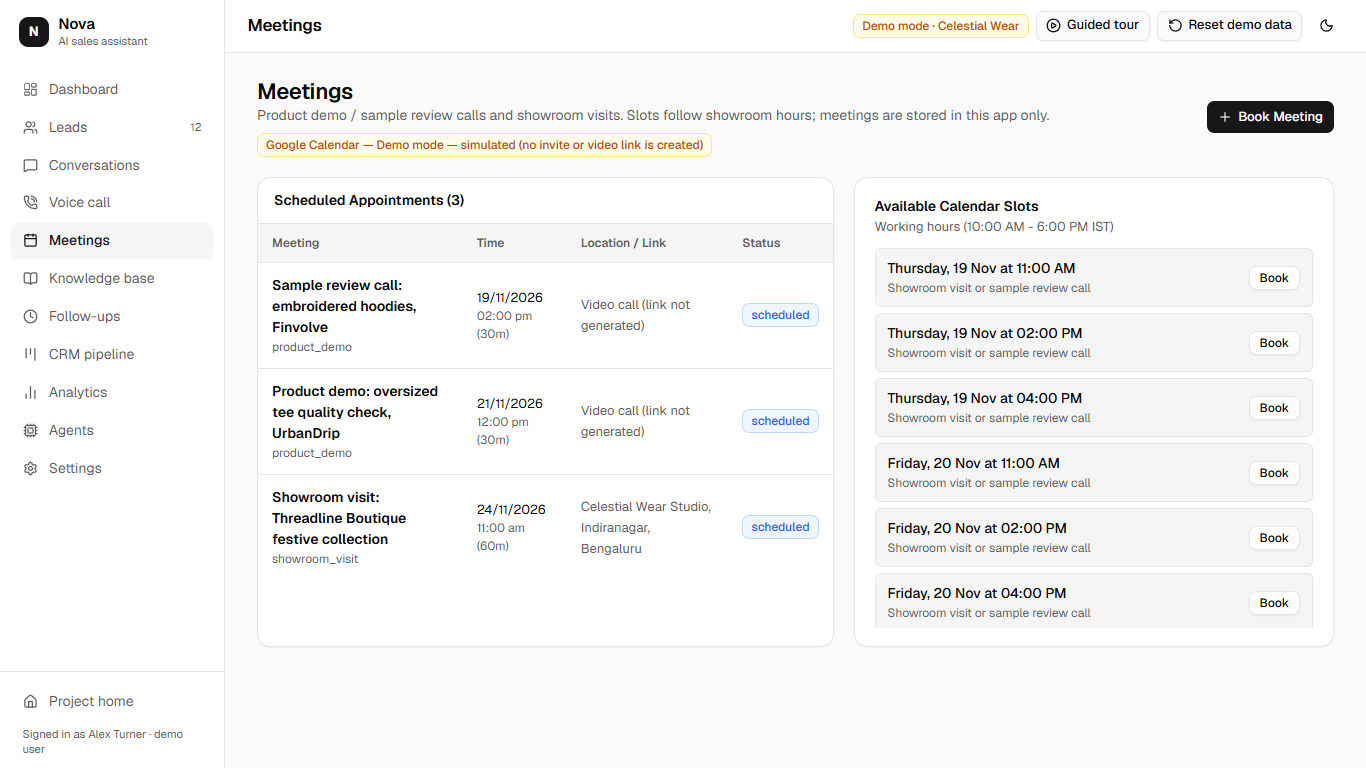 N
Nova
AI sales assistant
Dashboard
Leads 12
Conversations
Voice call
Meetings
Knowledge base
Follow-ups
CRM pipeline
Analytics
Agents
Settings
Project home
Signed in as Alex Turner · demo
user
Meetings
Demo mode · Celestial Wear
Guided tour
Reset demo data
Meetings
Product demo / sample review calls and showroom visits. Slots follow showroom hours; meetings are stored in this app only.
Google Calendar — Demo mode — simulated (no invite or video link is created)
+ Book Meeting
Scheduled Appointments (3)
Meeting Time Location / Link Status
Sample review call:
embroidered hoodies,
Finvolve
product_demo
19/11/2026
02:00 pm
(30m)
Video call (link not
generated)
scheduled
Product demo: oversized
tee quality check,
UrbanDrip
product_demo
21/11/2026
12:00 pm
(30m)
Video call (link not
generated)
scheduled
Showroom visit:
Threadline Boutique
festive collection
showroom_visit
24/11/2026
11:00 am
(60m)
Celestial Wear Studio,
Indiranagar,
Bengaluru
scheduled
Available Calendar Slots
Working hours (10:00 AM - 6:00 PM IST)
Thursday, 19 Nov at 11:00 AM
Showroom visit or sample review call
Book
Thursday, 19 Nov at 02:00 PM
Showroom visit or sample review call
Book
Thursday, 19 Nov at 04:00 PM
Showroom visit or sample review call
Book
Friday, 20 Nov at 11:00 AM
Showroom visit or sample review call
Book
Friday, 20 Nov at 02:00 PM
Showroom visit or sample review call
Book
Friday, 20 Nov at 04:00 PM
Showroom visit or sample review call
Book